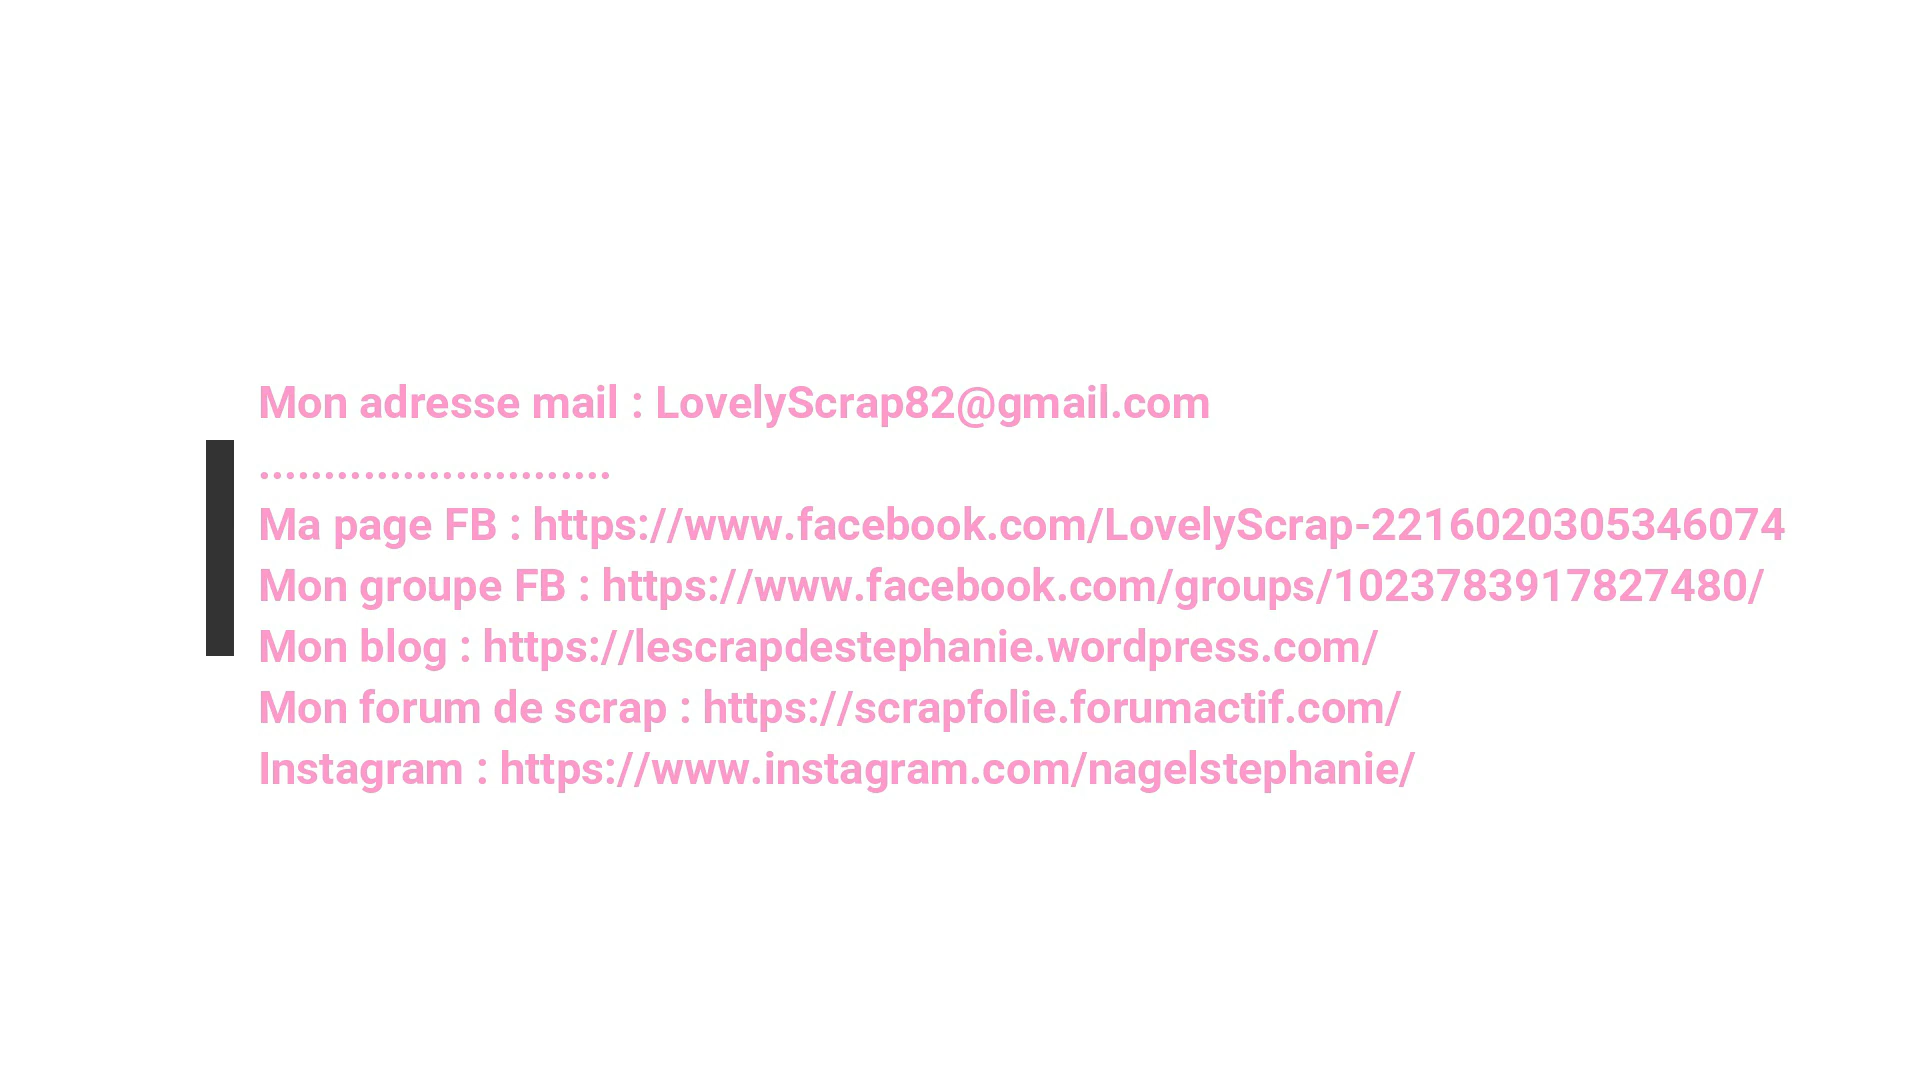 Mon adresse mail : LovelyScrap82@gmail.com
...........................
Ma page FB : https://www.facebook.com/LovelyScrap-2216020305346074
Mon groupe FB : https://www.facebook.com/groups/1023783917827480/
Mon blog : https://lescrapdestephanie.wordpress.com/
Mon forum de scrap : https://scrapfolie.forumactif.com/
Instagram : https://www.instagram.com/nagelstephanie/